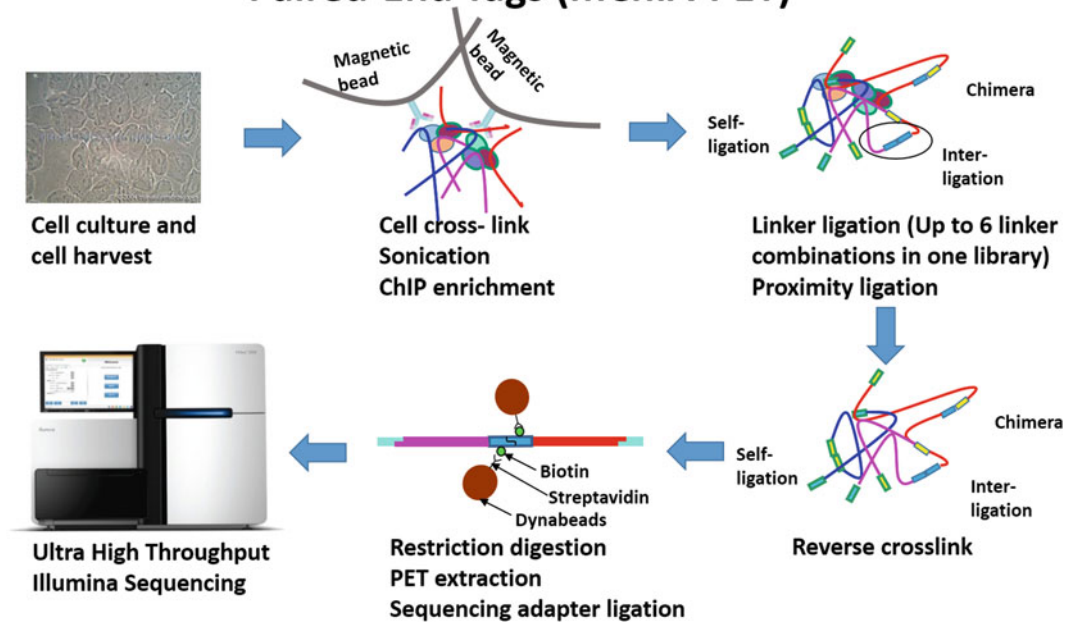 Magnetic
bead
Magnetic
bead
Cell culture and
cell harvest
Cell cross- link
Sonication
ChIP enrichment
Self-
ligation
Chimera
Inter-
ligation
Linker ligation (Up to 6 linker
combinations in one library)
Proximity ligation
Chimera
Self-
ligation
Inter-
ligation
Reverse crosslink
Biotin
Streptavidin
Dynabeads
Restriction digestion
PET extraction
Sequencing adapter ligation
Ultra High Throughput
Illumina Sequencing